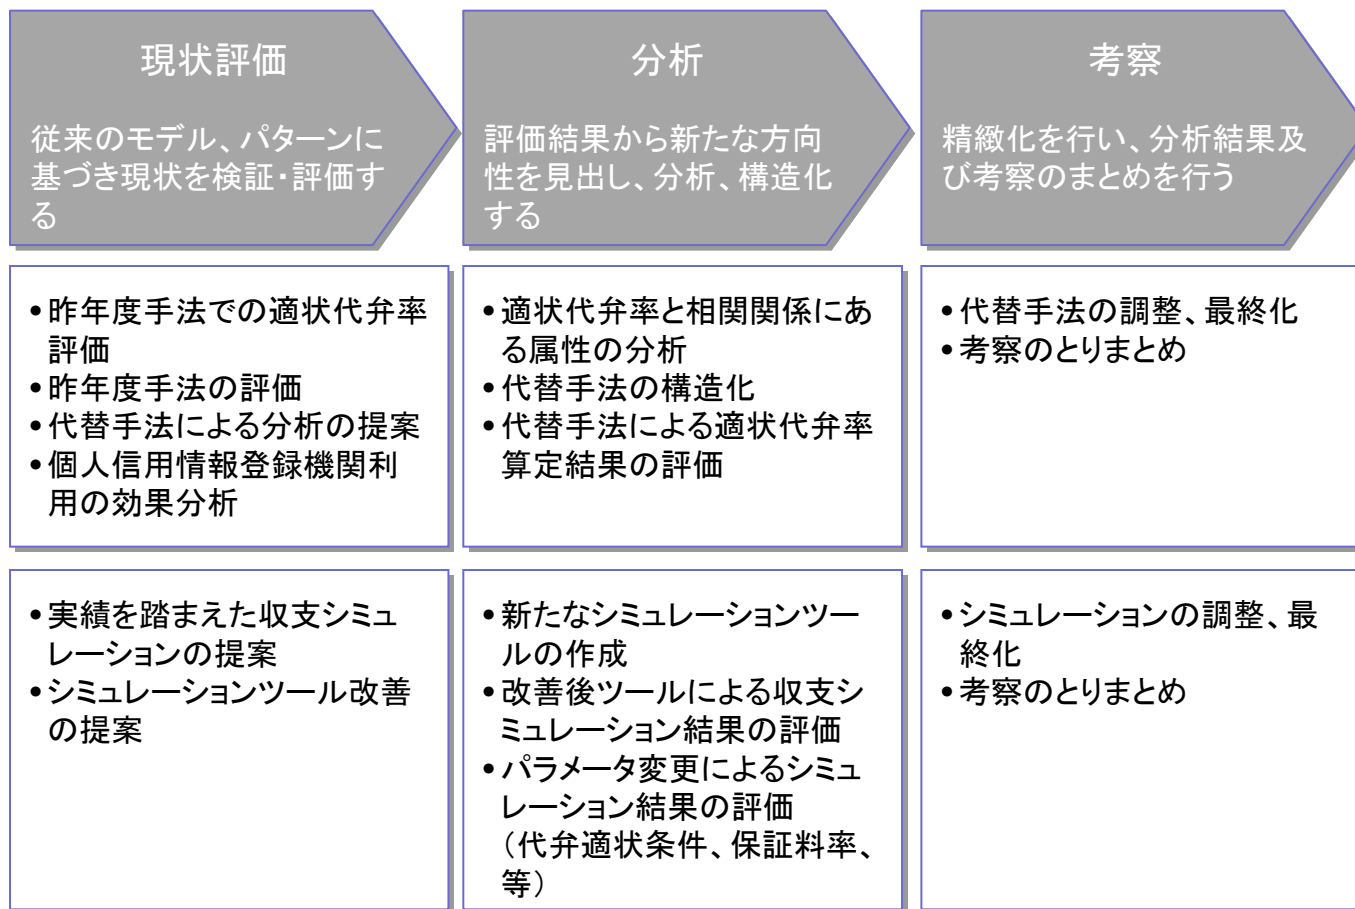 現状評価
従来のモデル、パターンに
基づき現状を検証・評価す
る
分析
評価結果から新たな方向
性を見出し、分析、構造化
する
考察
精緻化を行い、分析結果及
び考察のまとめを行う
•昨年度手法での適状代弁率
評価
•昨年度手法の評価
•代替手法による分析の提案
•個人信用情報登録機関利
用の効果分析
•適状代弁率と相関関係にあ
る属性の分析
•代替手法の構造化
•代替手法による適状代弁率
算定結果の評価
•代替手法の調整、最終化
•考察のとりまとめ
•実績を踏まえた収支シミュ
レーションの提案
•シミュレーションツール改善
の提案
•新たなシミュレーションツー
ルの作成
•改善後ツールによる収支シ
ミュレーション結果の評価
•パラメータ変更によるシミュ
レーション結果の評価
（代弁適状条件、保証料率、
等）
•シミュレーションの調整、最
終化
•考察のとりまとめ